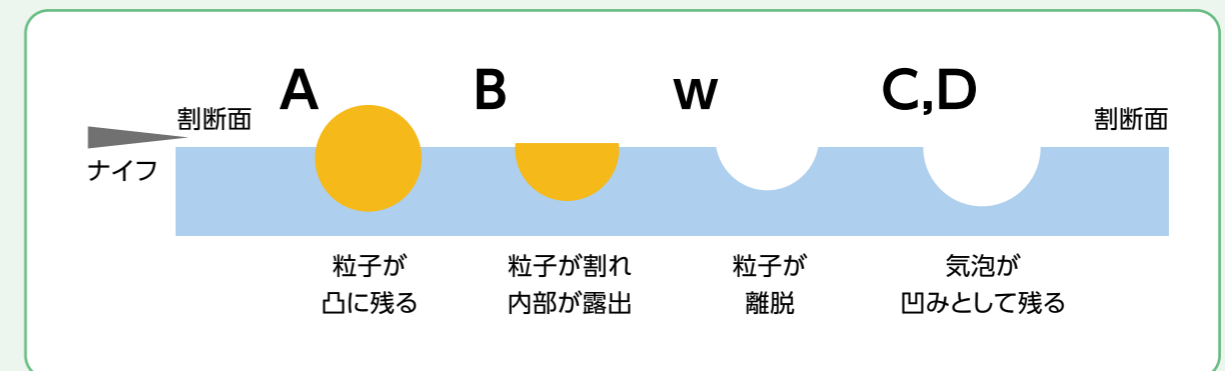 A
B
w
C,D
割断面
割断面
ナイフ
粒子が
凸に残る
粒子が割れ
内部が露出
粒子が
離脱
気泡が
凹みとして残る